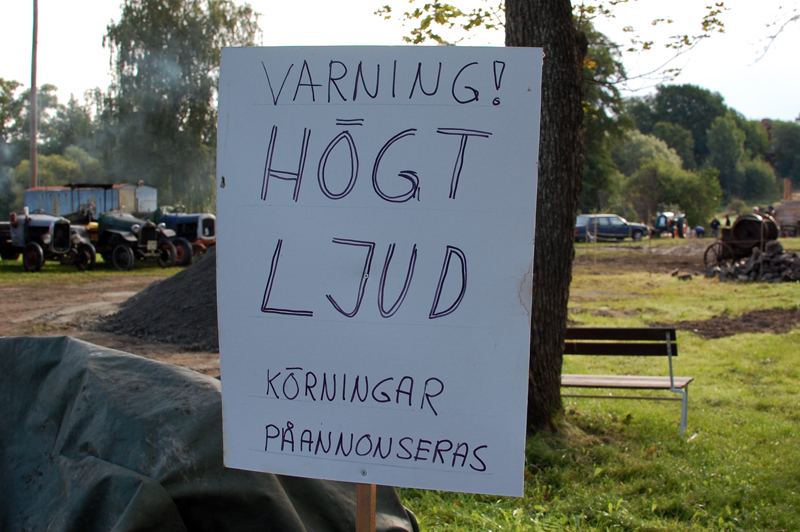 VARNING!
HÖGT
LJUD
KÖRNINGAR
PÅANNONSERAS